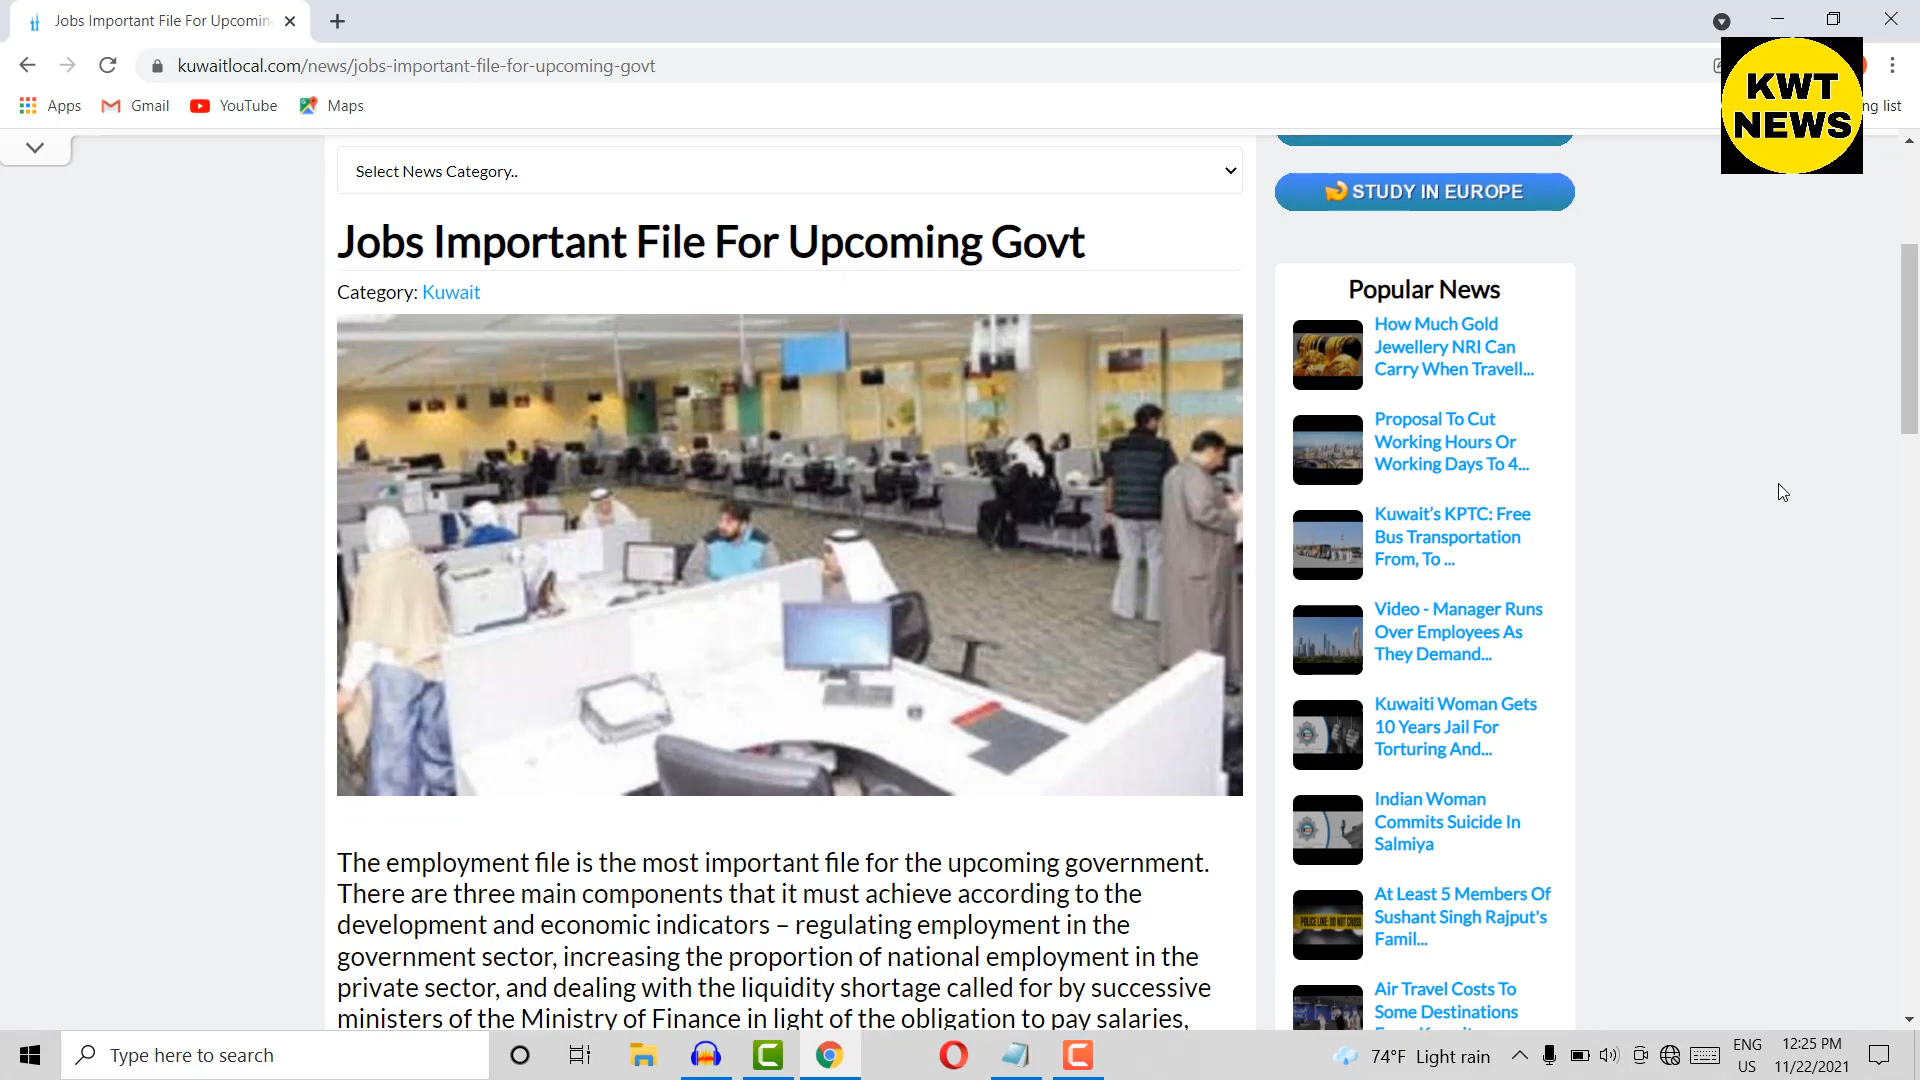 Jobs Important File For Upcomin
kuwaitlocal.com/news/jobs-important-file-for-upcoming-govt
Apps
Gmail
YouTube
Maps
ng list
KWT
NEWS
Select News Category..
STUDY IN EUROPE
Jobs Important File For Upcoming Govt
Category: Kuwait
The employment file is the most important file for the upcoming government.
There are three main components that it must achieve according to the
development and economic indicators – regulating employment in the
government sector, increasing the proportion of national employment in the
private sector, and dealing with the liquidity shortage called for by successive
ministers of the Ministry of Finance in light of the obligation to pay salaries,
Popular News
How Much Gold
Jewellery NRI Can
Carry When Travell...
Proposal To Cut
Working Hours Or
Working Days To 4...
Kuwait’s KPTC: Free
Bus Transportation
From, To ...
Video - Manager Runs
Over Employees As
They Demand...
Kuwaiti Woman Gets
10 Years Jail For
Torturing And...
Indian Woman
Commits Suicide In
Salmiya
At Least 5 Members Of
Sushant Singh Rajput's
Famil...
Air Travel Costs To
Some Destinations
Type here to search
74°F Light rain
ENG
US
12:25 PM
11/22/2021